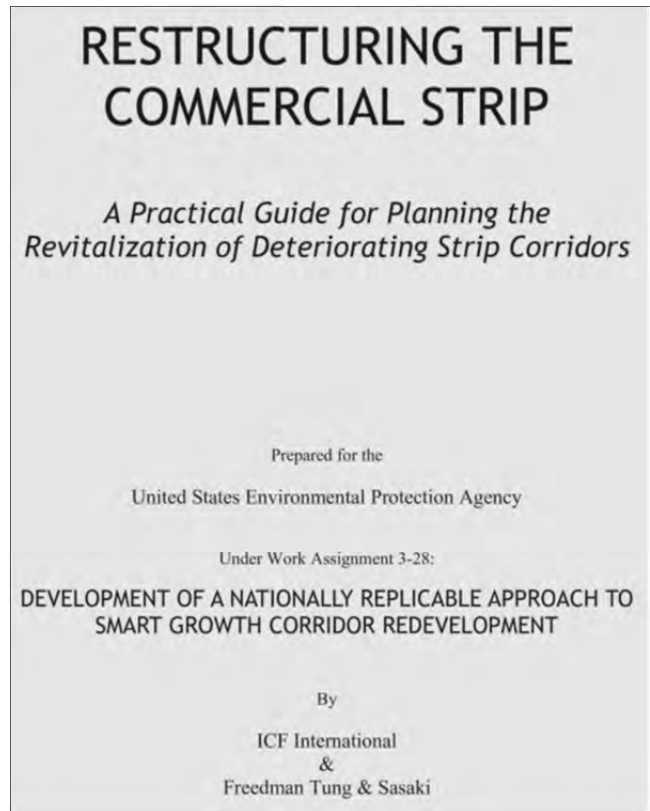 RESTRUCTURING THE
COMMERCIAL STRIP
A Practical Guide for Planning the
Revitalization of Deteriorating Strip Corridors
Prepared for the
United States Environmental Protection Agency
Under Work Assignment 3-28:
DEVELOPMENT OF A NATIONALLY REPLICABLE APPROACH TO
SMART GROWTH CORRIDOR REDEVELOPMENT
By
ICF International
&
Freedman Tung & Sasaki